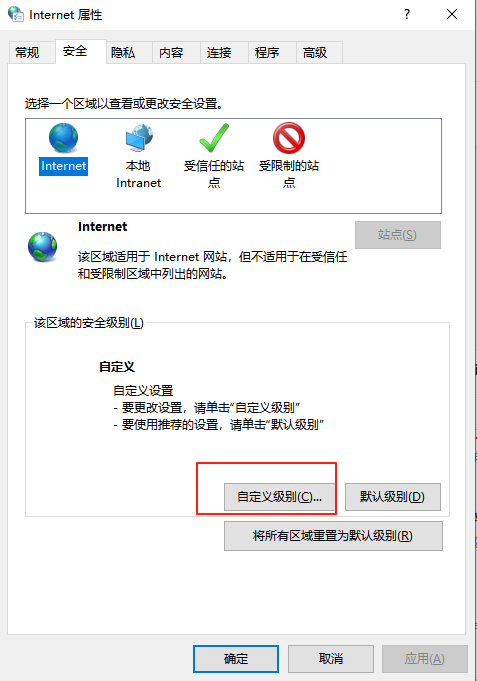 Internet 属性
?
常规 安全 隐私 内容 连接 程序 高级
选择一个区域以查看或更改安全设置。
Internet
本地
Intranet
受信任的站
点
受限制的站
点
Internet
站点(S)
该区域适用于 Internet 网站，但不适用于在受信任
和受限制区域中列出的网站。
该区域的安全级别(L)
自定义
自定义设置
- 要更改设置，请单击“自定义级别”
- 要使用推荐的设置，请单击“默认级别”
自定义级别(C)... 默认级别(D)
将所有区域重置为默认级别(R)
确定 取消 应用(A)